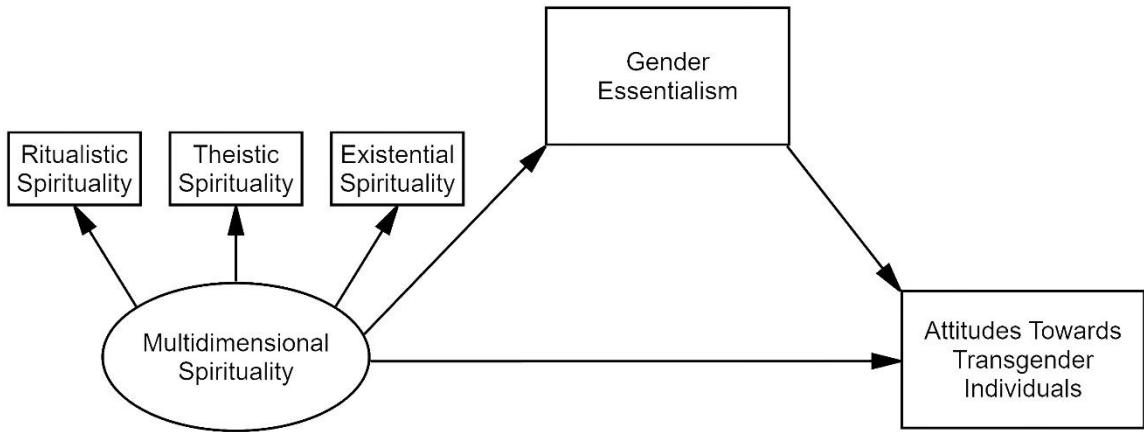 Gender
Essentialism
Ritualistic
Spirituality
Theistic
Spirituality
Existential
Spirituality
Multidimensional
Spirituality
Attitudes Towards
Transgender
Individuals